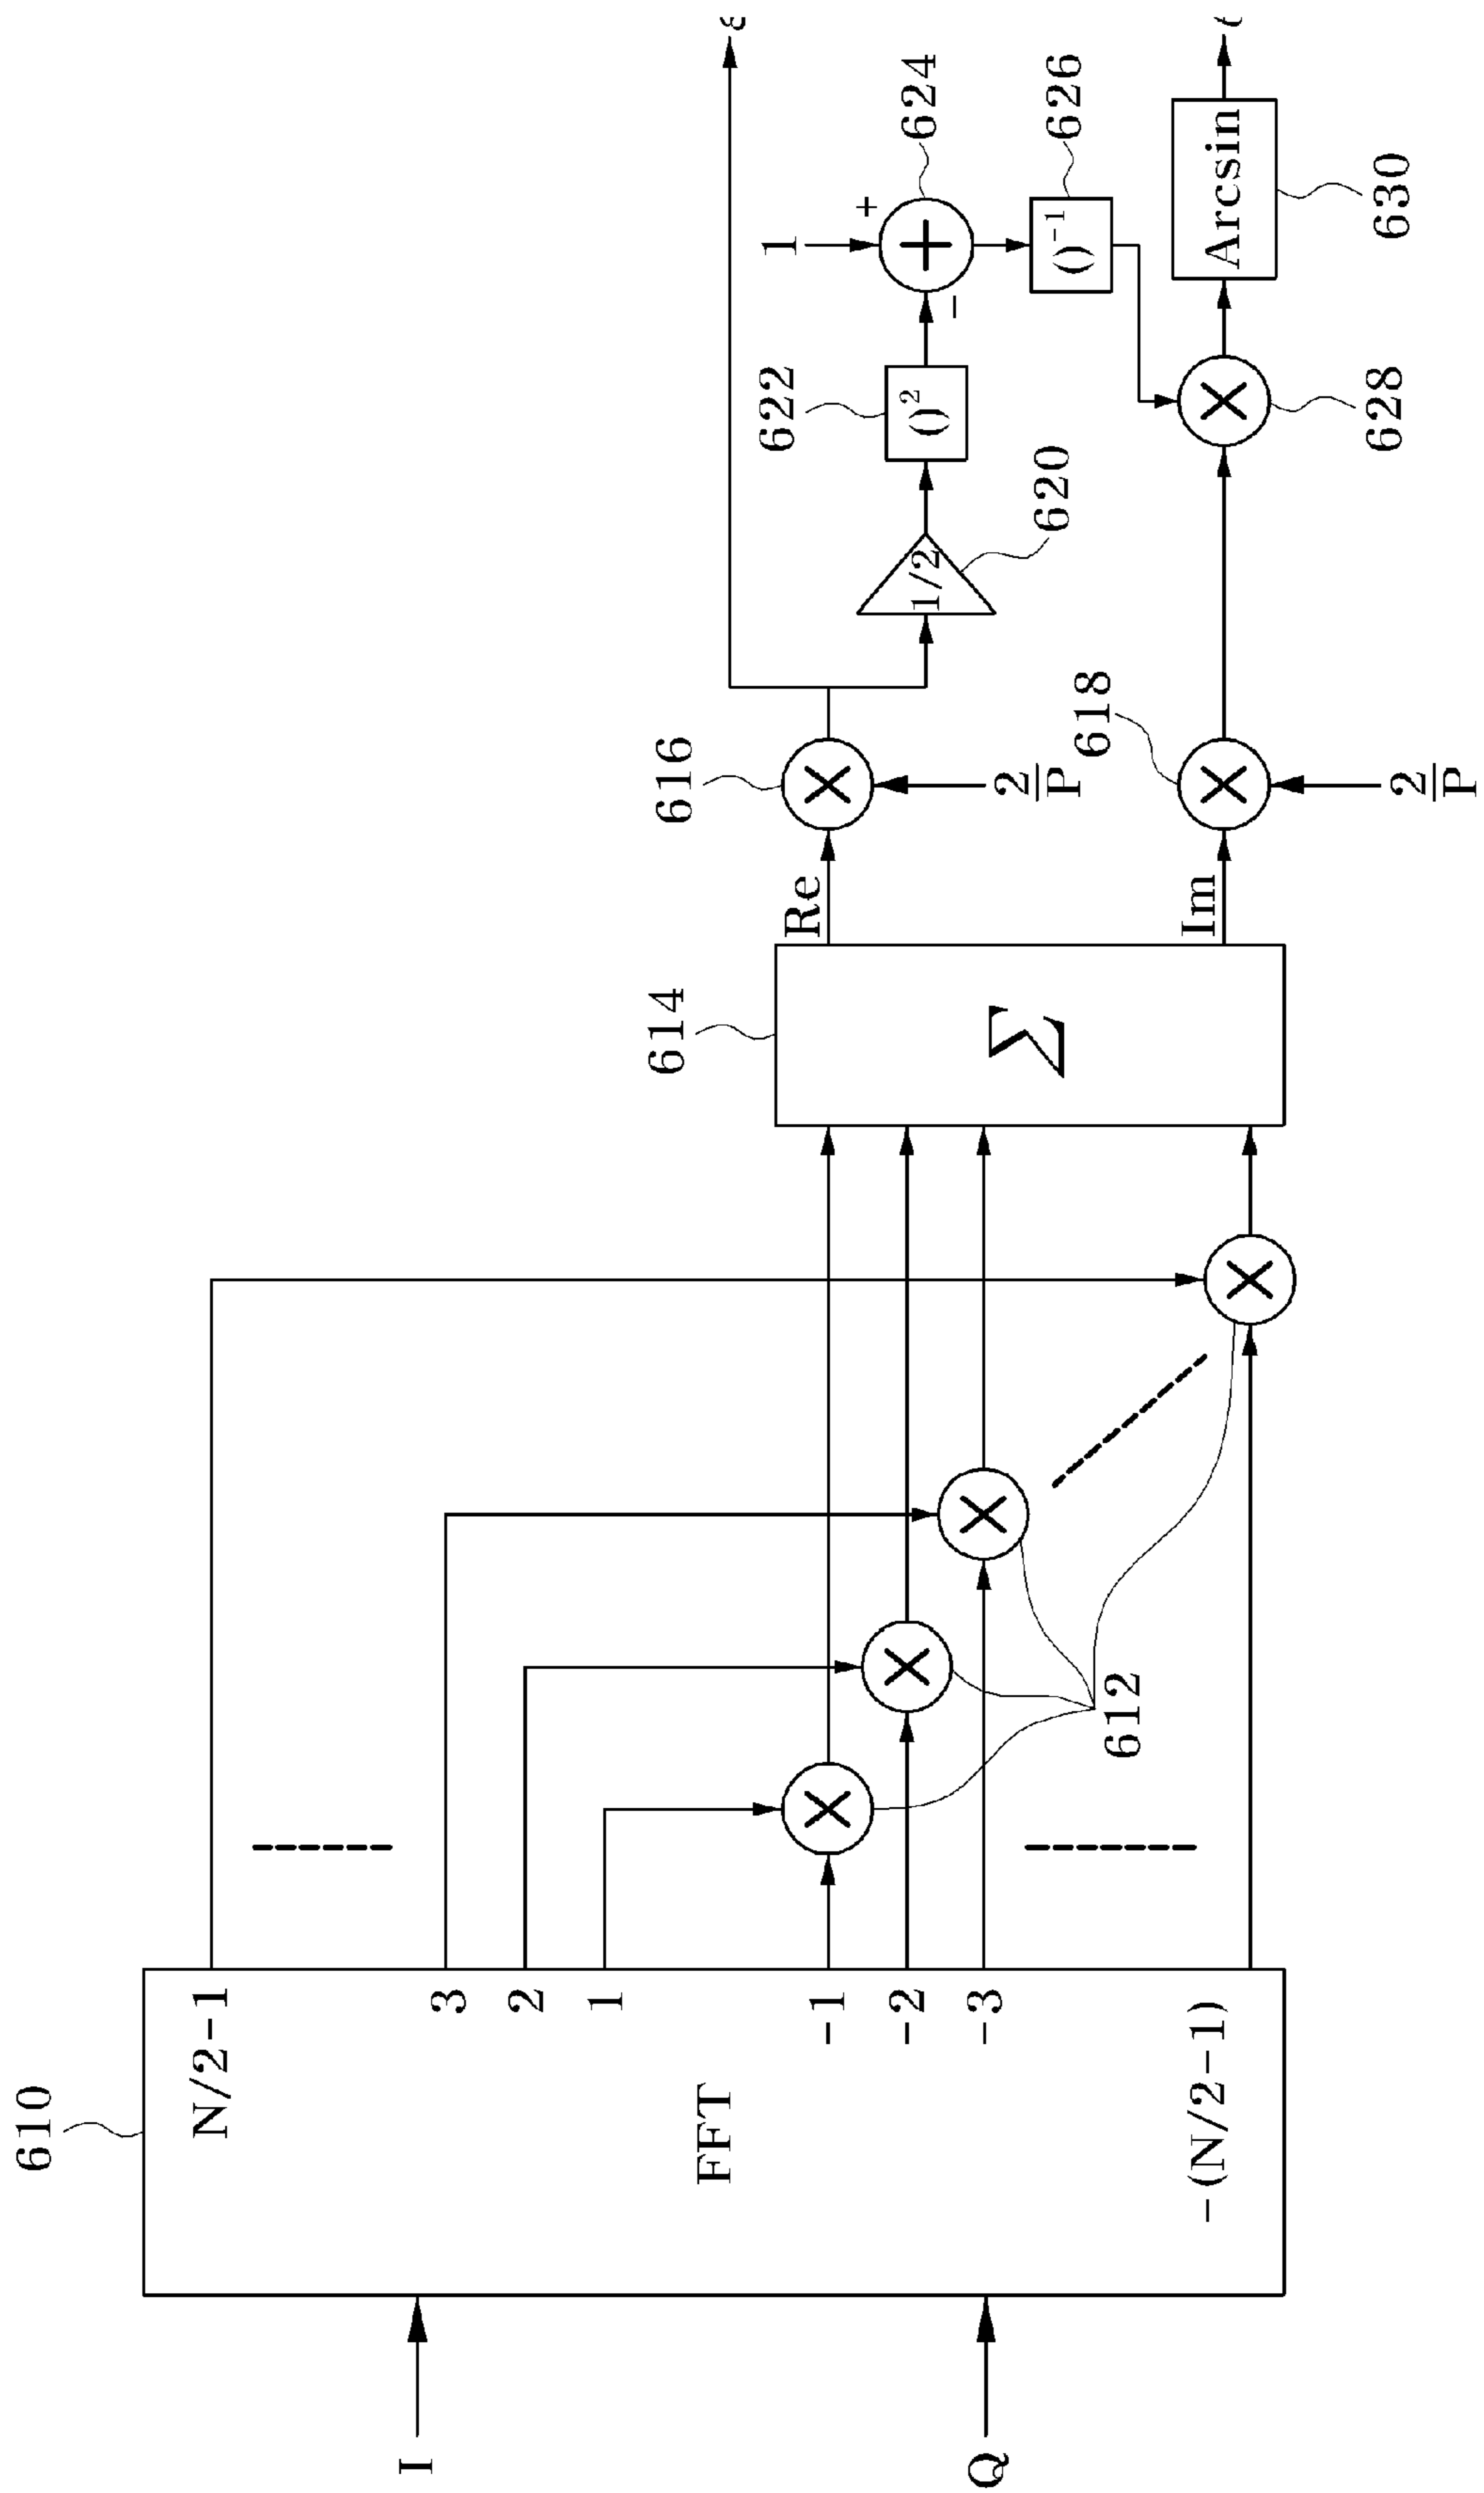 610
I
Q
FFT
N/2-1
3
2
1
-1
-2
-3
-(N/2-1)
612
614
Σ
Re
Im
616
2/P
618
2/P
1/2
620
622
()²
1
+
-
+
624
()⁻¹
626
628
Arcsin
630